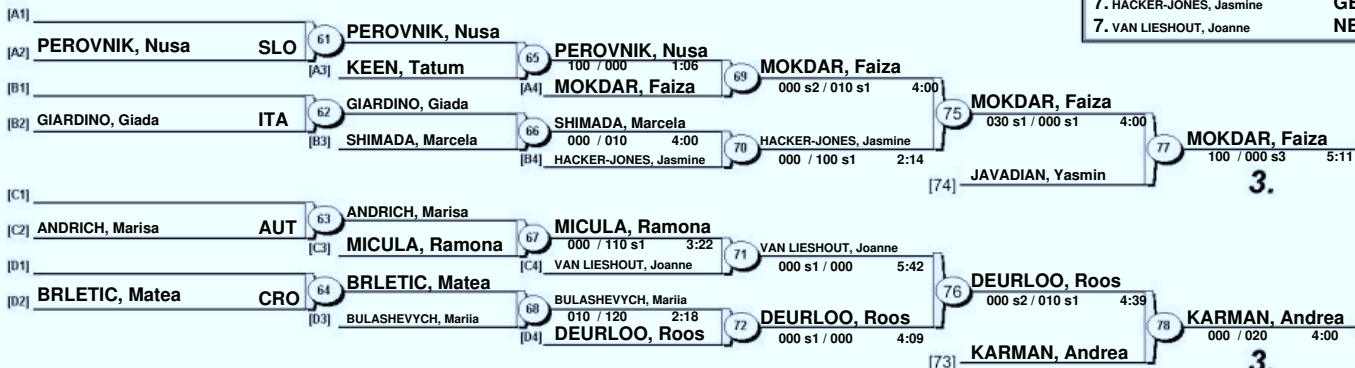 7. HACKER-JONES, Jasmine GE
7. VAN LIESHOUT, Joanne NE
[A1]
[A2] PEROVNIK, Nusa SLO
61
PEROVNIK, Nusa
[A3] KEEN, Tatum
65
PEROVNIK, Nusa
100 / 000 1:06
[A4] MOKDAR, Faiza
69
MOKDAR, Faiza
000 s2 / 010 s1 4:00
[B1]
[B2] GIARDINO, Giada ITA
62
GIARDINO, Giada
[B3] SHIMADA, Marcela
66
SHIMADA, Marcela
000 / 010 4:00
[B4] HACKER-JONES, Jasmine
70
HACKER-JONES, Jasmine
000 / 100 s1 2:14
75
MOKDAR, Faiza
030 s1 / 000 s1 4:00
[74] JAVADIAN, Yasmin
77
MOKDAR, Faiza
100 / 000 s3 5:11
3.
[C1]
[C2] ANDRICH, Marisa AUT
63
ANDRICH, Marisa
[C3] MICULA, Ramona
67
MICULA, Ramona
000 / 110 s1 3:22
[C4] VAN LIESHOUT, Joanne
71
VAN LIESHOUT, Joanne
000 s1 / 000 5:42
[D1]
[D2] BRLETIC, Matea CRO
64
BRLETIC, Matea
[D3] BULASHEVYCH, Mariia
68
BULASHEVYCH, Mariia
010 / 120 2:18
[D4] DEURLOO, Roos
72
DEURLOO, Roos
000 s1 / 000 4:09
76
DEURLOO, Roos
000 s2 / 010 s1 4:39
[73] KARMAN, Andrea
78
KARMAN, Andrea
000 / 020 4:00
3.